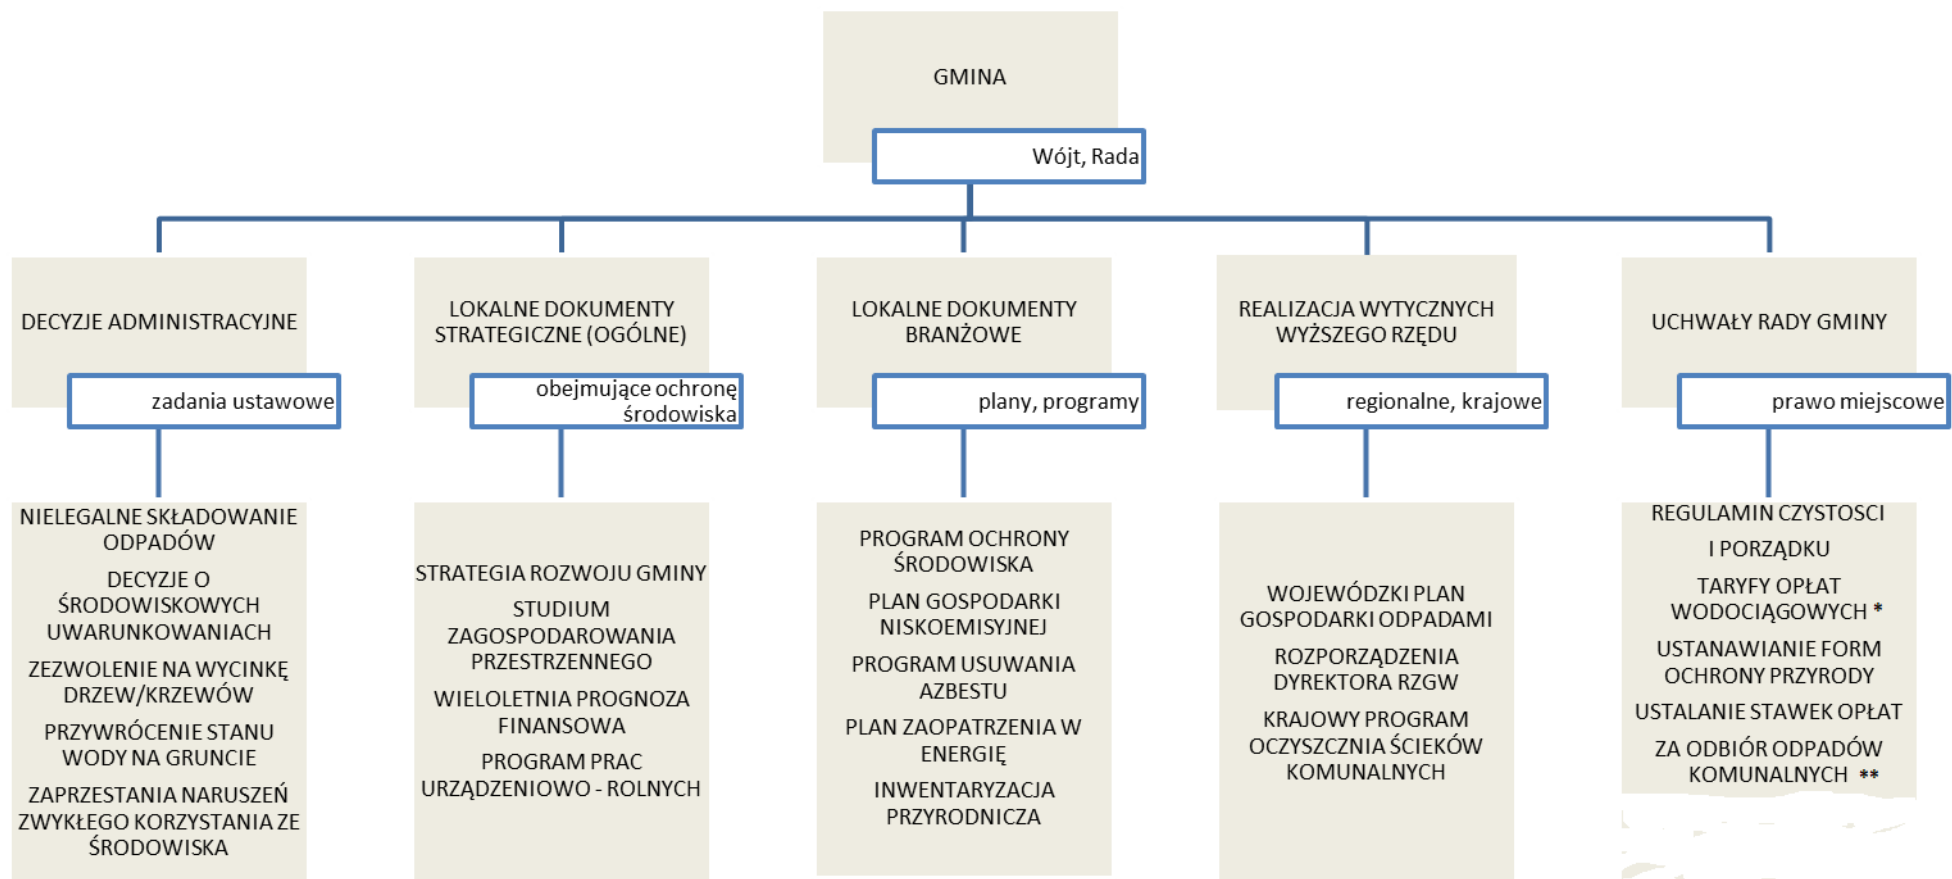 GMINA
Wójt, Rada
DECYZJE ADMINISTRACYJNE
zadania ustawowe
LOKALNE DOKUMENTY
STRATEGICZNE (OGÓLNE)
obejmujące ochronę
środowiska
LOKALNE DOKUMENTY
BRANŻOWE
plany, programy
REALIZACJA WYTYCZNYCH
WYŻSZEGO RZĘDU
regionalne, krajowe
UCHWAŁY RADY GMINY
prawo miejscowe
NIELEGALNE SKŁADOWANIE
ODPADÓW
DECYZJE O
ŚRODOWISKOWYCH
UWARUNKOWANIACH
ZEZWOLENIE NA WYCINKĘ
DRZEW/KRZEWÓW
PRZYWRÓCENIE STANU
WODY NA GRUNCIE
ZAPRZESTANIA NARUSZEŃ
ZWYKŁEGO KORZYSTANIA ZE
ŚRODOWISKA
STRATEGIA ROZWOJU GMINY
STUDIUM
ZAGOSPODAROWANIA
PRZESTRZENNEGO
WIELOLETNIA PROGNOZA
FINANSOWA
PROGRAM PRAC
URZĄDZENIOWO - ROLNYCH
PROGRAM OCHRONY
ŚRODOWISKA
PLAN GOSPODARKI
NISKOEMISYJNEJ
PROGRAM USUWANIA
AZBESTU
PLAN ZAOPATRZENIA W
ENERGIĘ
INWENTARYZACJA
PRZYRODNICZA
WOJEWÓDZKI PLAN
GOSPODARKI ODPADAMI
ROZPORZĄDZENIA
DYREKTORA RZGW
KRAJOWY PROGRAM
OCZYSZCZNIA ŚCIEKÓW
KOMUNALNYCH
REGULAMIN CZYSTOSCI
I PORZĄDKU
TARYFY OPŁAT
WODOCIĄGOWYCH *
USTANAWIANIE FORM
OCHRONY PRZYRODY
USTALANIE STAWEK OPŁAT
ZA ODBIÓR ODPADÓW
KOMUNALNYCH **